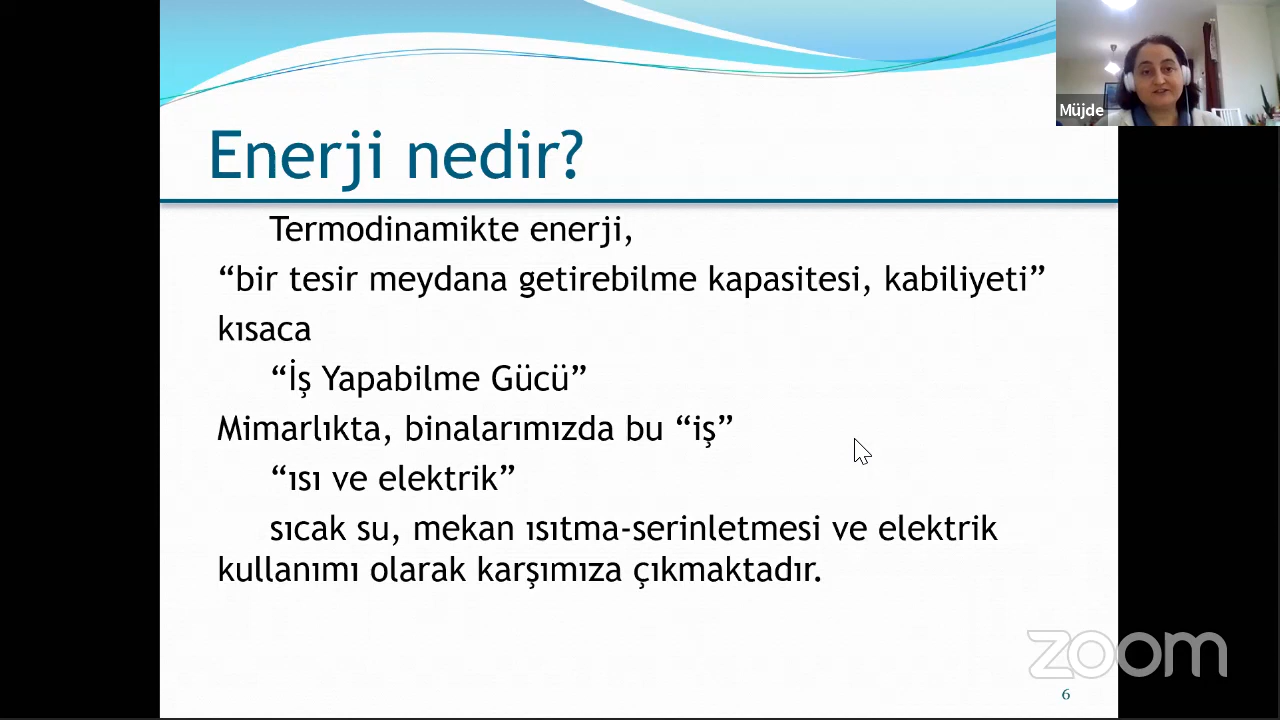 Müjde
Enerji nedir?
Termodinamikte enerji,
“bir tesir meydana getirebilme kapasitesi, kabiliyeti”
kısaca
“İş Yapabilme Gücü”
Mimarlıkta, binalarımızda bu “iş”
“ısı ve elektrik”
sıcak su, mekan ısıtma-serinletmesi ve elektrik
kullanımı olarak karşımıza çıkmaktadır.
zoom
6